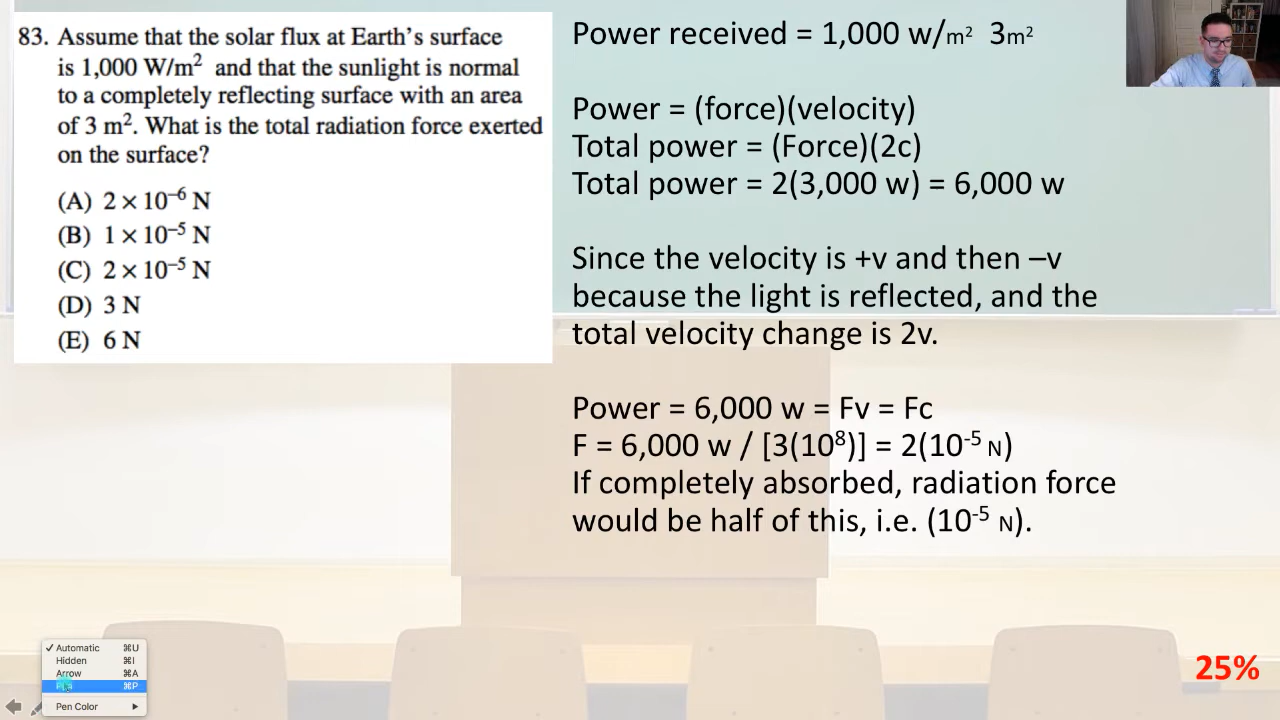 83. Assume that the solar flux at Earth's surface
is 1,000 W/m² and that the sunlight is normal
to a completely reflecting surface with an area
of 3 m². What is the total radiation force exerted
on the surface?
(A) 2 × 10⁻⁶ N
(B) 1 × 10⁻⁵ N
(C) 2 × 10⁻⁵ N
(D) 3 N
(E) 6 N
Power received = 1,000 w/m² 3m²
Power = (force)(velocity)
Total power = (Force)(2c)
Total power = 2(3,000 w) = 6,000 w
Since the velocity is +v and then –v
because the light is reflected, and the
total velocity change is 2v.
Power = 6,000 w = Fv = Fc
F = 6,000 w / [3(10⁸)] = 2(10⁻⁵ N)
If completely absorbed, radiation force
would be half of this, i.e. (10⁻⁵ N).
✓ Automatic ⌘U
Hidden ⌘I
Arrow ⌘A
⌘P
Pen Color
25%